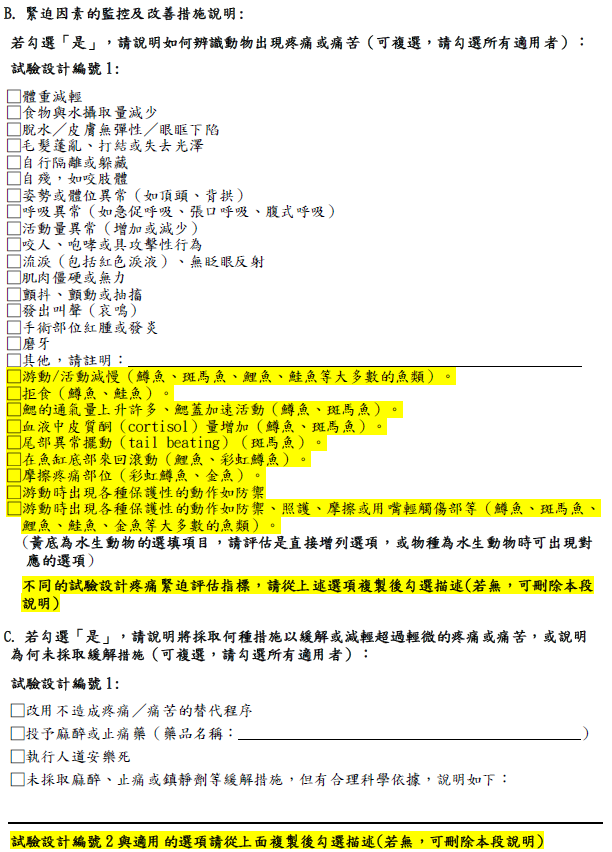 B. 緊迫因素的監控及改善措施說明:
若勾選「是」，請說明如何辨識動物出現疼痛或痛苦（可複選，請勾選所有適用者）：
試驗設計編號1:
□體重減輕
□食物與水攝取量減少
□脫水／皮膚無彈性／眼眶下陷
□毛髮蓬亂、打結或失去光澤
□自行隔離或躲藏
□自殘，如咬肢體
□姿勢或體位異常（如頂頭、背拱）
□呼吸異常（如急促呼吸、張口呼吸、腹式呼吸）
□活動量異常（增加或減少）
□咬人、咆哮或具攻擊性行為
□流淚（包括紅色淚液）、無眨眼反射
□肌肉僵硬或無力
□顫抖、顫動或抽搐
□發出叫聲（哀鳴）
□手術部位紅腫或發炎
□磨牙
□其他，請註明：
□游動/活動減慢（鱒魚、斑馬魚、鯉魚、鮭魚等大多數的魚類）。
□拒食（鱒魚、鮭魚）。
□鰓的通氣量上升許多、鰓蓋加速活動（鱒魚、斑馬魚）。
□血液中皮質酮（cortisol）量增加（鱒魚、斑馬魚）。
□尾部異常擺動（tail beating）（斑馬魚）。
□在魚缸底部來回滾動（鯉魚、彩虹鱒魚）。
□摩擦疼痛部位（彩虹鱒魚、金魚）。
□游動時出現各種保護性的動作如防禦
□游動時出現各種保護性的動作如防禦、照護、摩擦或用嘴輕觸傷部等（鱒魚、斑馬魚、
鯉魚、鮭魚、金魚等大多數的魚類）。
(黃底為水生動物的選填項目，請評估是直接增列選項，或物種為水生動物時可出現對
應的選項)
不同的試驗設計疼痛緊迫評估指標，請從上述選項複製後勾選描述(若無，可刪除本段
說明)
C. 若勾選「是」，請說明將採取何種措施以緩解或減輕超過輕微的疼痛或痛苦，或說明
為何未採取緩解措施（可複選，請勾選所有適用者）：
試驗設計編號1:
□改用不造成疼痛／痛苦的替代程序
□投予麻醉或止痛藥（藥品名稱：　）
□執行人道安樂死
□未採取麻醉、止痛或鎮靜劑等緩解措施，但有合理科學依據，說明如下：
試驗設計編號2與適用的選項請從上面複製後勾選描述(若無，可刪除本段說明)